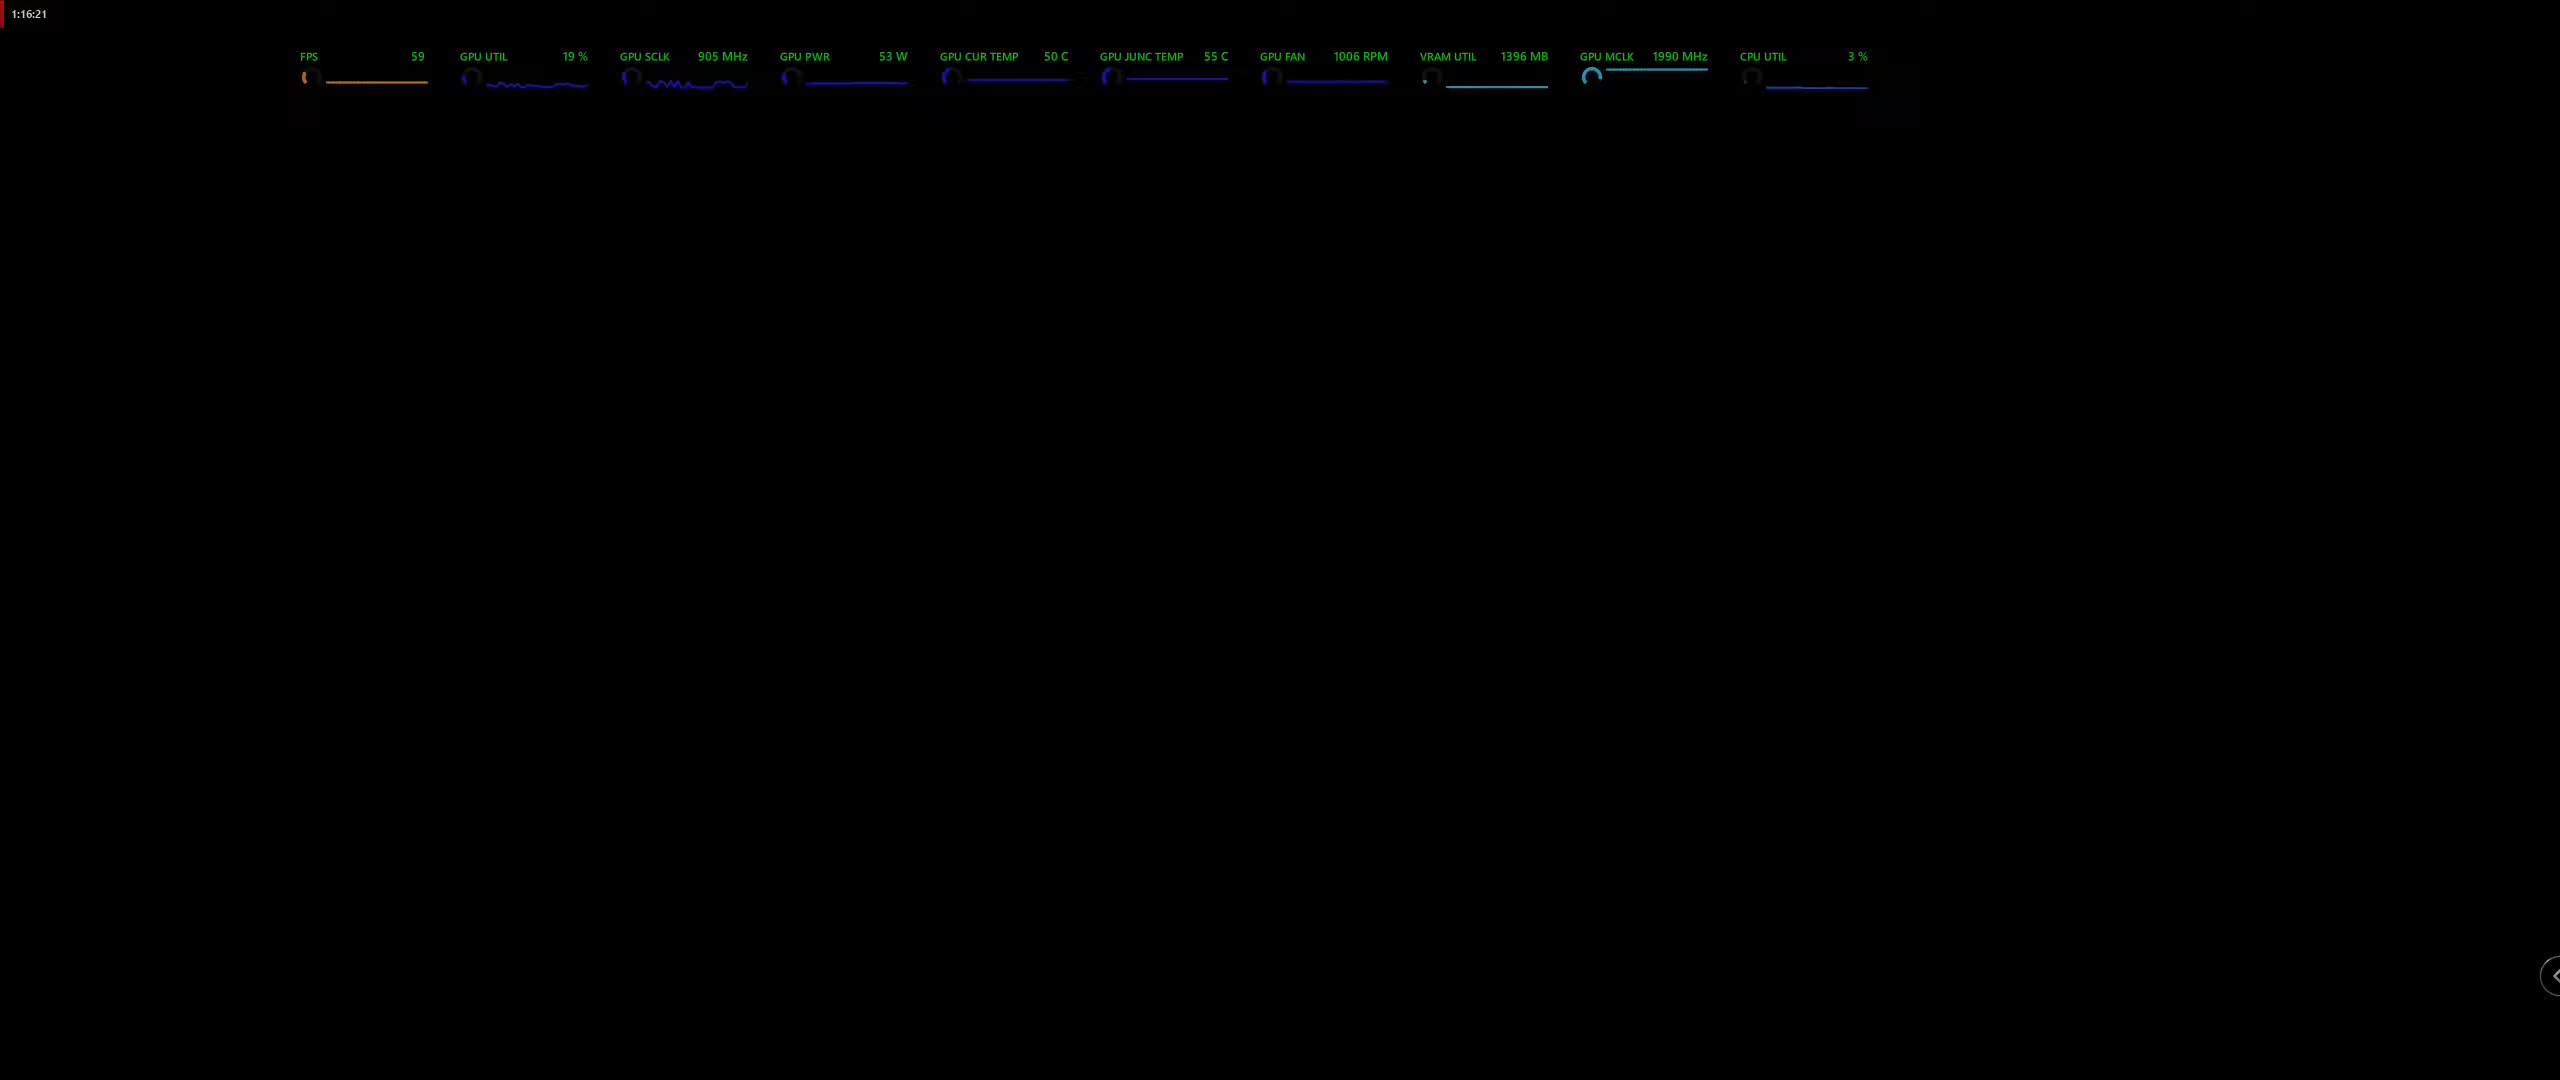 1:16:21
FPS 59 GPU UTIL 19 % GPU SCLK 905 MHz GPU PWR 53 W GPU CUR TEMP 50 C GPU JUNC TEMP 55 C GPU FAN 1006 RPM VRAM UTIL 1396 MB GPU MCLK 1990 MHz CPU UTIL 3 %